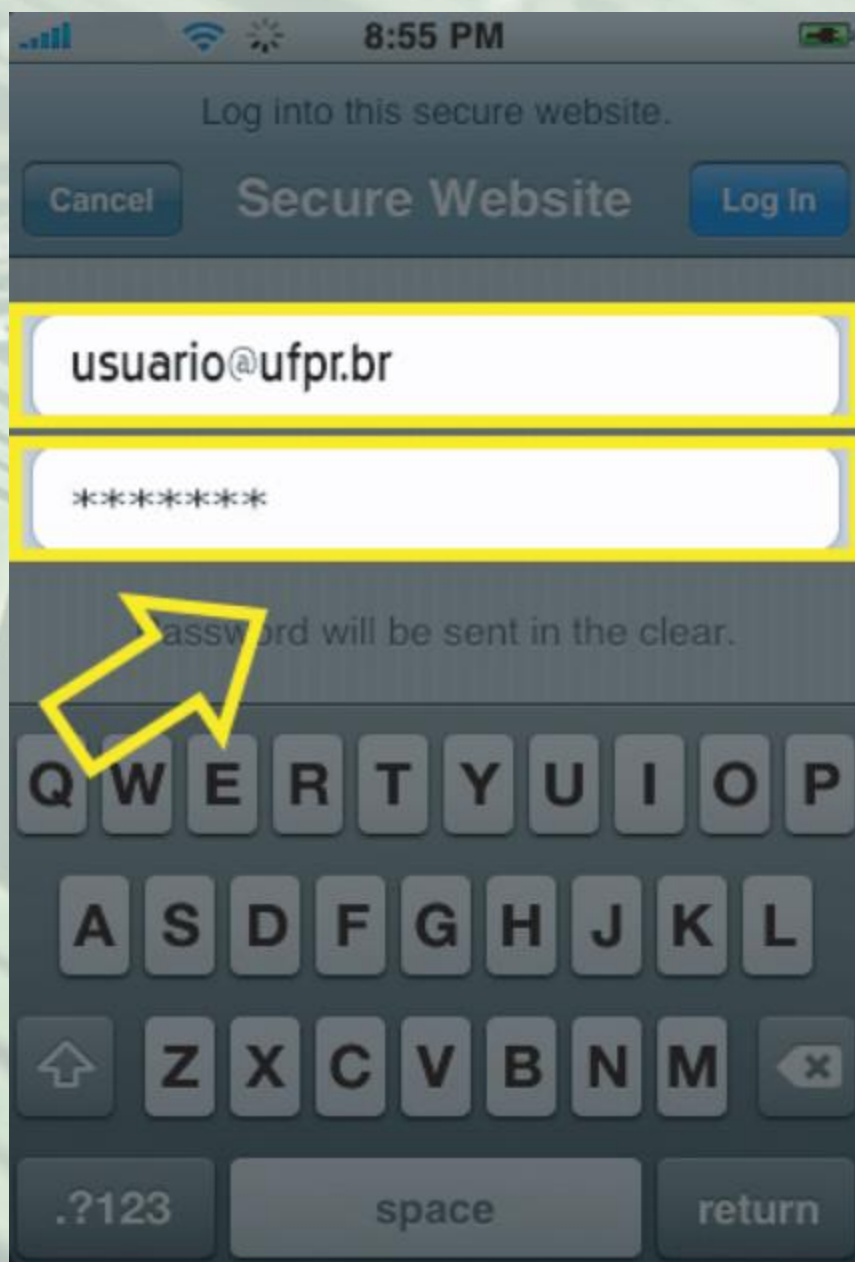 8:55 PM
Log into this secure website.
Cancel Secure Website Log In
usuario@ufpr.br
*******
Password will be sent in the clear.
Q W E R T Y U I O P
A S D F G H J K L
Z X C V B N M
.?123 space return